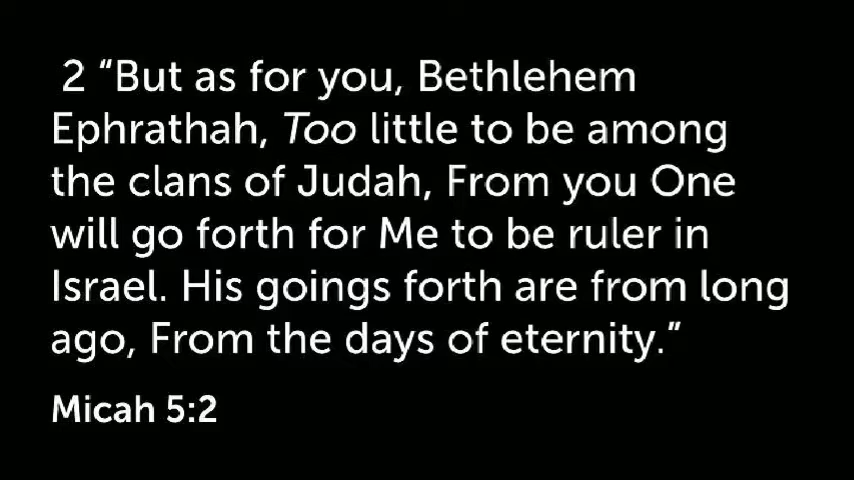 2 “But as for you, Bethlehem
Ephrathah, Too little to be among
the clans of Judah, From you One
will go forth for Me to be ruler in
Israel. His goings forth are from long
ago, From the days of eternity.”
Micah 5:2